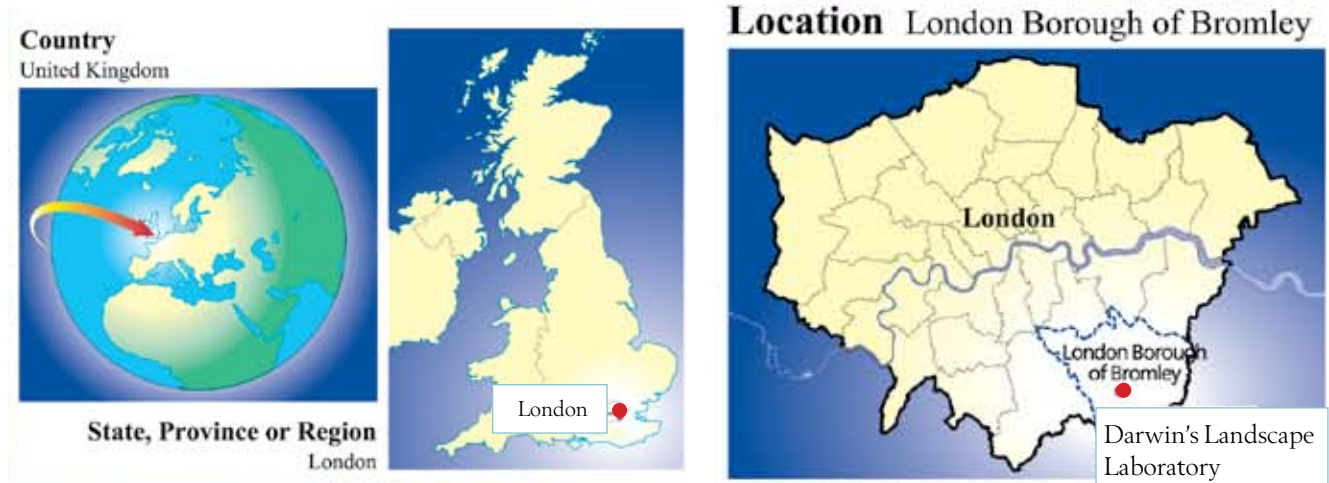 Country
United Kingdom
State, Province or Region
London
London
Location London Borough of Bromley
London
London Borough
of Bromley
Darwin's Landscape
Laboratory